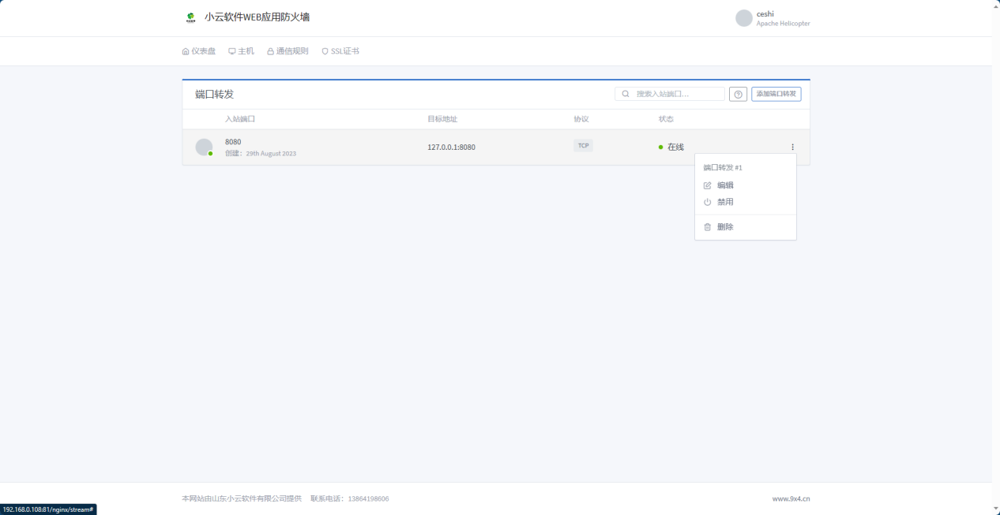 小云软件WEB应用防火墙
ceshi
Apache Helicopter
仪表盘 主机 通信规则 SSL证书
端口转发 搜索入站端口... 添加端口转发
入站端口 目标地址 协议 状态
8080
创建：29th August 2023
127.0.0.1:8080 TCP 在线
端口转发 #1
编辑
禁用
删除
本网站由山东小云软件有限公司提供 联系电话：13864198606 www.9x4.cn
192.168.0.108:81/nginx/stream#